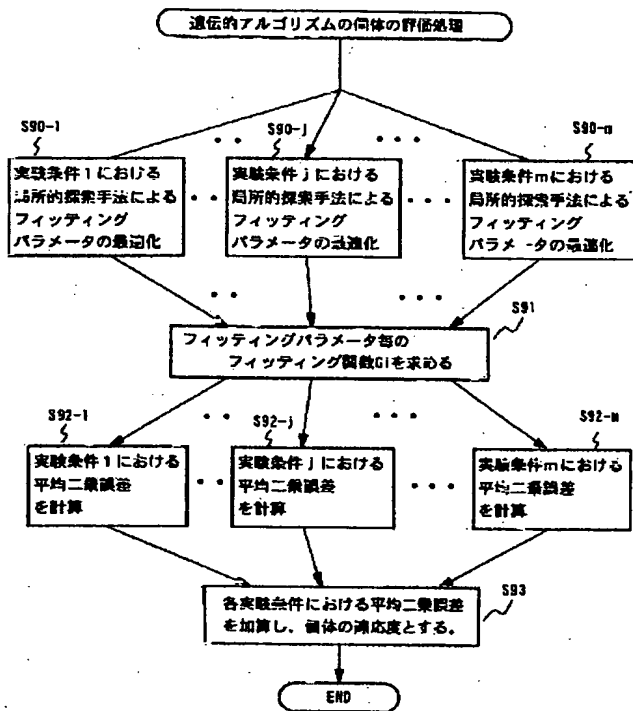 遺伝的アルゴリズムの個体の評価処理
S90-1
S90-j
S90-m
実験条件1における
局所的探索手法による
フィッティング
パラメータの最適化
実験条件jにおける
局所的探索手法による
フィッティング
パラメータの最適化
実験条件mにおける
局所的探索手法による
フィッティング
パラメータの最適化
S91
フィッティングパラメータ毎の
フィッティング関数Giを求める
S92-1
S92-j
S92-m
実験条件1における
平均二乗誤差
を計算
実験条件jにおける
平均二乗誤差
を計算
実験条件mにおける
平均二乗誤差
を計算
S93
各実験条件における平均二乗誤差
を加算し、個体の適応度とする。
END